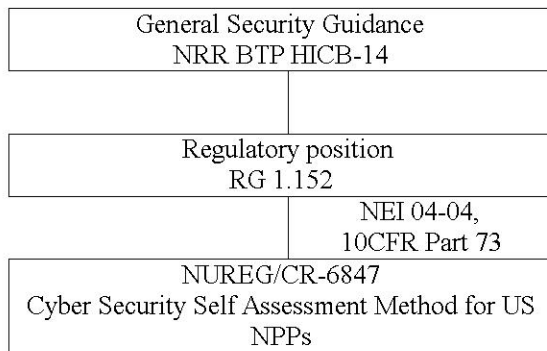 General Security Guidance
NRR BTP HICB-14
Regulatory position
RG 1.152
NEI 04-04,
10CFR Part 73
NUREG/CR-6847
Cyber Security Self Assessment Method for US
NPPs